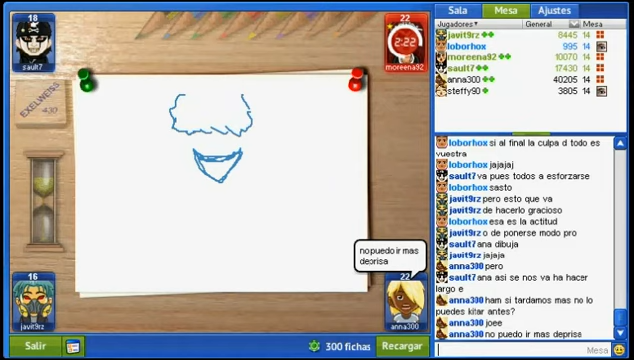 Sala Mesa Ajustes
Jugadores General Mesa
javit9rz 8445 14
loborhox 995 14
moreena92 10070 14
sault7 17430 14
anna300 40205 14
steffy90 3805 14
18
sault7
22
2:22
moreena92
EXELWEISS
no puedo ir mas
deprisa
16
javit9rz
22
anna300
loborhox si al final la culpa d todo es
vuestra
loborhox jajajaj
sault7 va pues todos a esforzarse
loborhox sasto
javit9rz pero esto que va
javit9rz de hacerlo gracioso
loborhox esa es la actitud
javit9rz o de ponerse modo pro
sault7 ana dibuja
javit9rz jajaja
anna300 pero
sault7 ana asi se nos va ha hacer
largo e
anna300 ham si tardamos mas no lo
puedes kitar antes?
anna300 joee
anna300 no puedo ir mas deprisa
Salir 300 fichas Recargar
Mesa